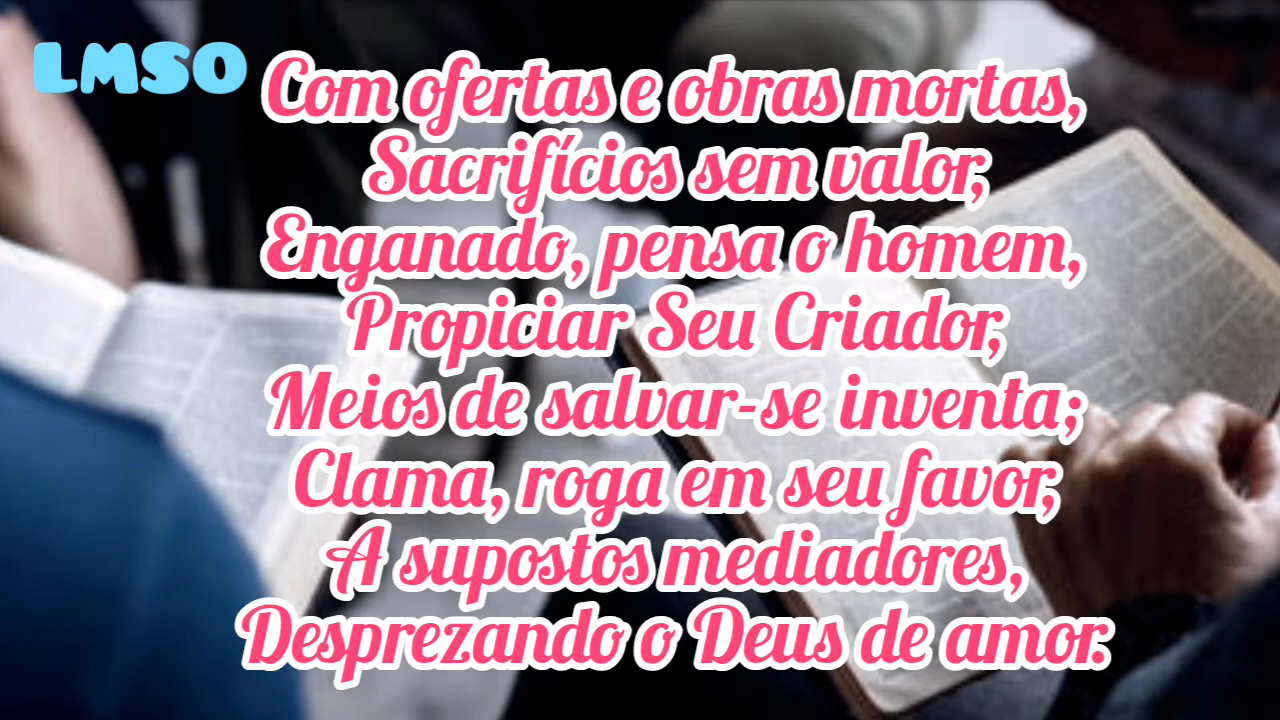 LMSO
Com ofertas e obras mortas,
Sacrifícios sem valor,
Enganado, pensa o homem,
Propiciar Seu Criador,
Meios de salvar-se inventa;
Clama, roga em seu favor,
A supostos mediadores,
Desprezando o Deus de amor.